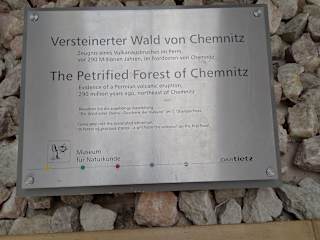 Versteinerter Wald von Chemnitz
Zeugnis eines Vulkanausbruches im Perm,
vor 290 Millionen Jahren, im Nordosten von Chemnitz
The Petrified Forest of Chemnitz
Evidence of a Permian volcanic eruption,
290 million years ago, northeast of Chemnitz
Museum
für Naturkunde
DAStietz